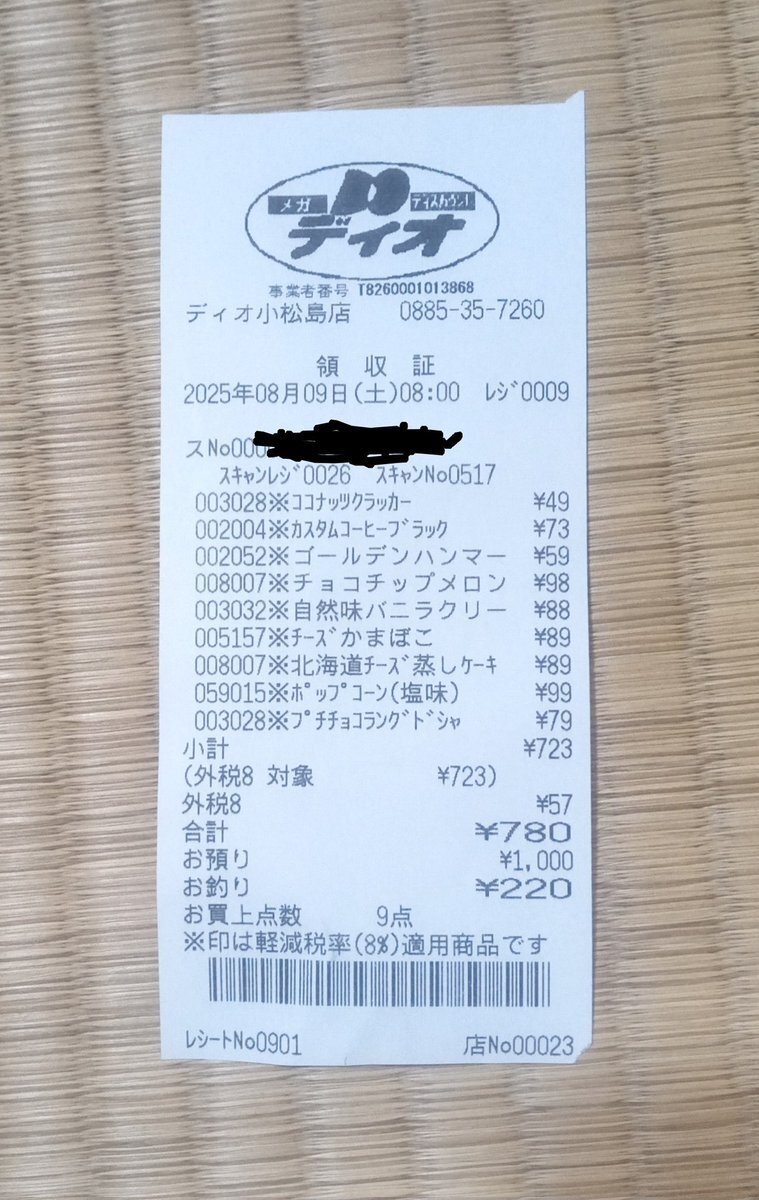 メガ ディスカウント
ディオ
事業者番号 T8260001013868
ディオ小松島店 0885-35-7260
領収証
2025年08月09日(土)08:00 ﾚｼﾞ0009
スNo000
ｽｷｬﾝﾚｼﾞ0026 ｽｷｬﾝNo0517
003028※ｺｺﾅｯﾂｸﾗｯｶｰ ¥49
002004※ｶｽﾀﾑｺｰﾋｰﾌﾞﾗｯｸ ¥73
002052※ゴールデンハンマー ¥59
008007※チョコチップメロン ¥98
003032※自然味バニラクリー ¥88
005157※ﾁｰｽﾞかまぼこ ¥89
008007※北海道ﾁｰｽﾞ蒸しｹｰｷ ¥89
059015※ﾎﾟｯﾌﾟｺｰﾝ(塩味) ¥99
003028※ﾌﾟﾁﾁｮｺﾗﾝｸﾞﾄﾞｼｬ ¥79
小計 ¥723
(外税8 対象 ¥723)
外税8 ¥57
合計 ¥780
お預り ¥1,000
お釣り ¥220
お買上点数 9点
※印は軽減税率(8%)適用商品です
ﾚｼｰﾄNo0901 店No00023